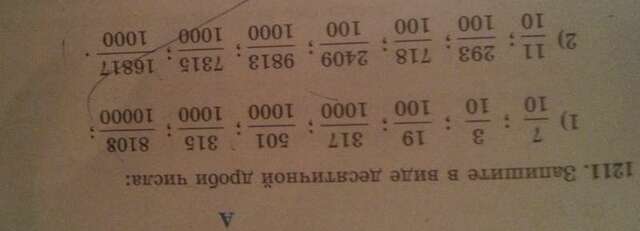 А
1211. Запишите в виде десятичной дроби числа:
1) 7/10; 3/10; 19/100; 317/1000; 501/1000; 315/1000; 8108/10000;
2) 11/10; 293/100; 718/100; 2409/100; 9813/1000; 7315/1000; 16817/1000.